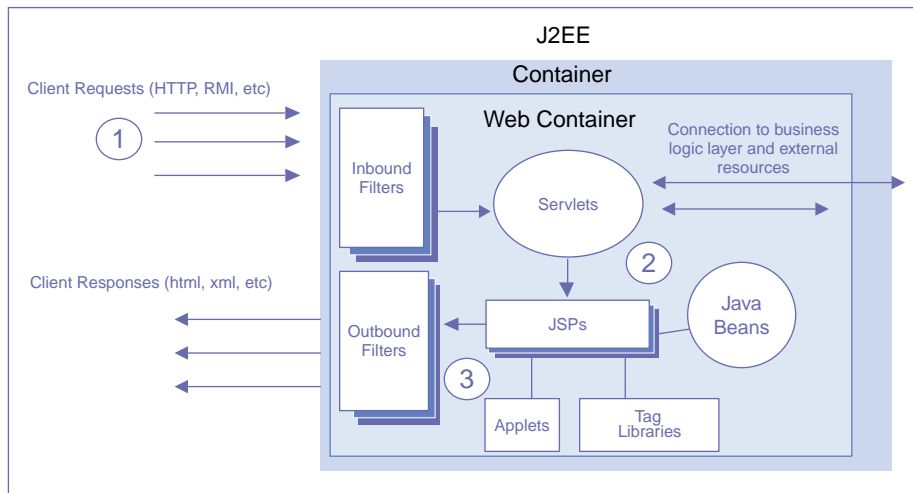 J2EE
Container
Client Requests (HTTP, RMI, etc)
1
Web Container
Connection to business
logic layer and external
resources
Inbound
Filters
Servlets
2
Client Responses (html, xml, etc)
Outbound
Filters
JSPs
Java
Beans
3
Applets
Tag
Libraries